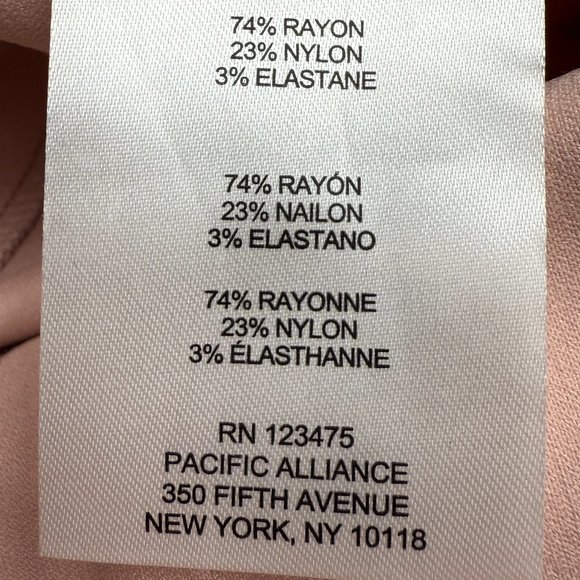 74% RAYON
23% NYLON
3% ELASTANE
74% RAYÓN
23% NAILON
3% ELASTANO
74% RAYONNE
23% NYLON
3% ÉLASTHANNE
RN 123475
PACIFIC ALLIANCE
350 FIFTH AVENUE
NEW YORK, NY 10118